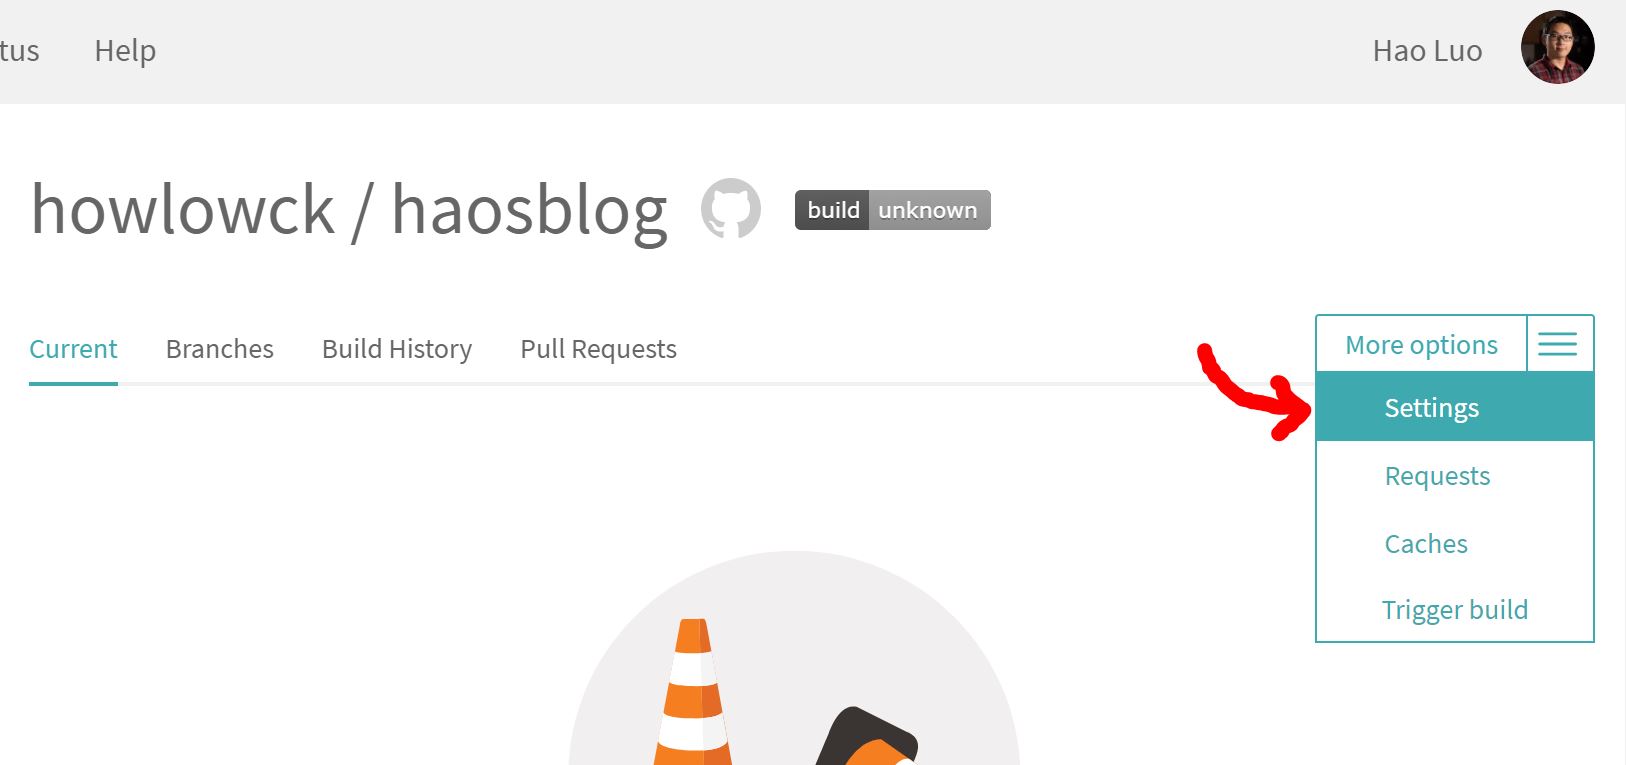 tus Help Hao Luo
howlowck / haosblog build unknown
Current Branches Build History Pull Requests More options
Settings
Requests
Caches
Trigger build